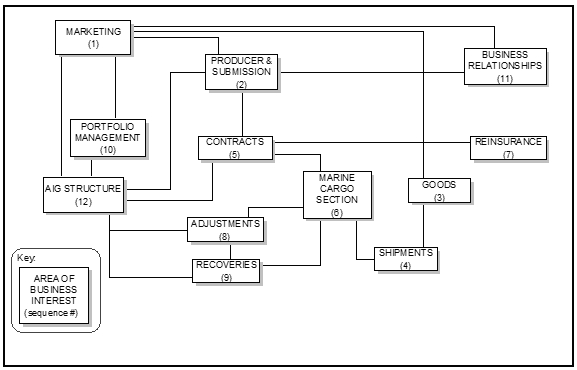 MARKETING
(1)
PRODUCER &
SUBMISSION
(2)
BUSINESS
RELATIONSHIPS
(11)
PORTFOLIO
MANAGEMENT
(10)
CONTRACTS
(5)
REINSURANCE
(7)
AIG STRUCTURE
(12)
MARINE
CARGO
SECTION
(6)
GOODS
(3)
ADJUSTMENTS
(8)
SHIPMENTS
(4)
RECOVERIES
(9)
Key:
AREA OF
BUSINESS
INTEREST
(sequence #)